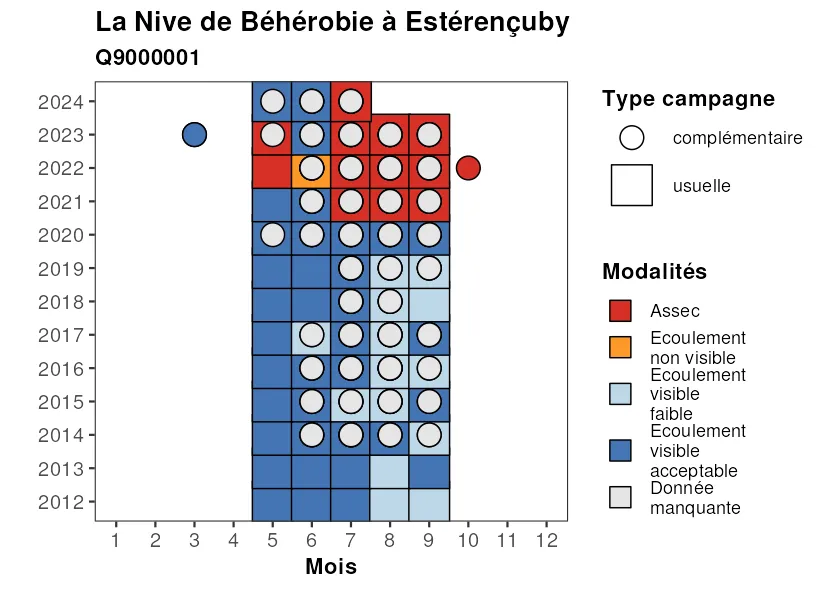 La Nive de Béhérobie à Estérençuby
Q9000001
2024
2023
2022
2021
2020
2019
2018
2017
2016
2015
2014
2013
2012
1 2 3 4 5 6 7 8 9 10 11 12
Mois
Type campagne
complémentaire
usuelle
Modalités
Assec
Ecoulement
non visible
Ecoulement
visible
faible
Ecoulement
visible
acceptable
Donnée
manquante